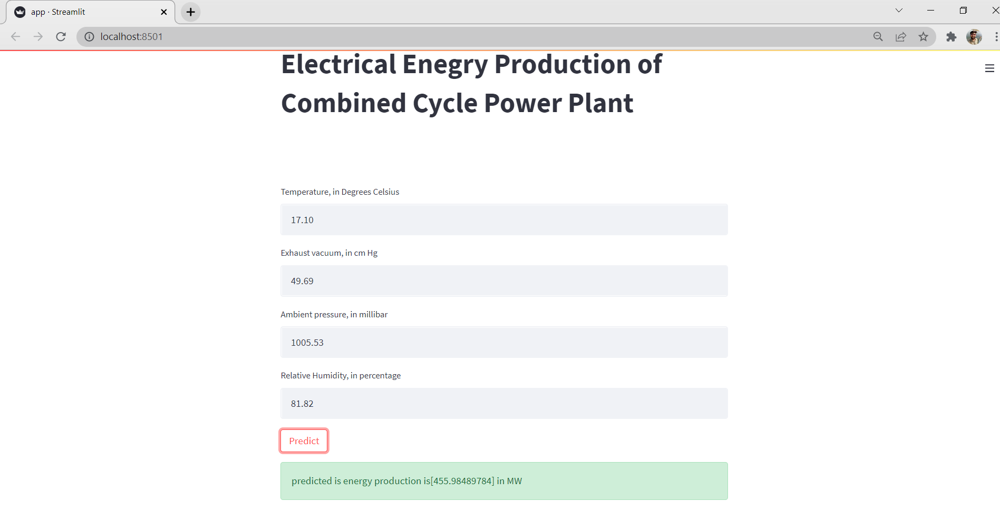 app · Streamlit
localhost:8501
Electrical Enegry Production of
Combined Cycle Power Plant
Temperature, in Degrees Celsius
17.10
Exhaust vacuum, in cm Hg
49.69
Ambient pressure, in millibar
1005.53
Relative Humidity, in percentage
81.82
Predict
predicted is energy production is[455.98489784] in MW